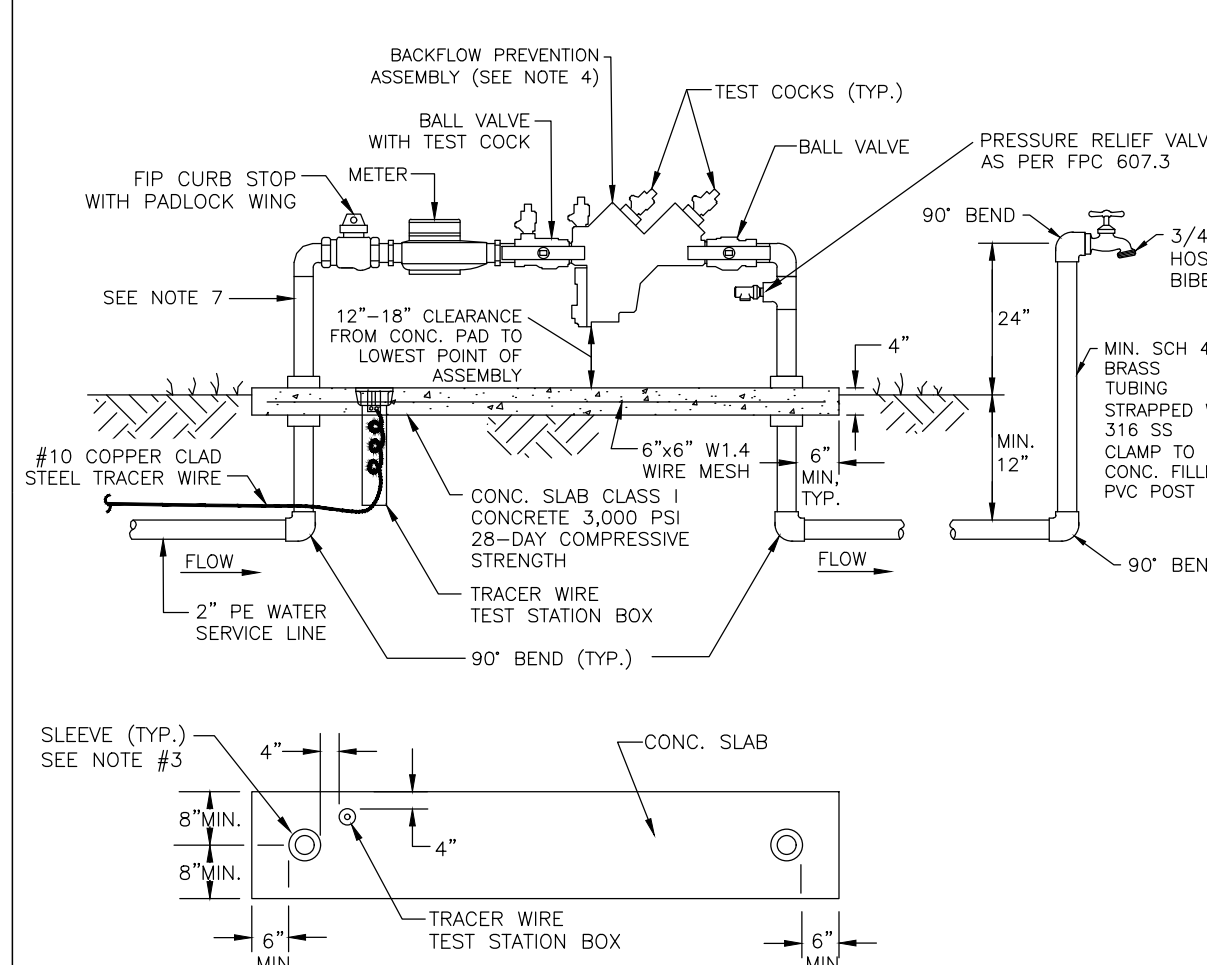 BACKFLOW PREVENTION
ASSEMBLY (SEE NOTE 4)
TEST COCKS (TYP.)
BALL VALVE
WITH TEST COCK
BALL VALVE
PRESSURE RELIEF VALV
AS PER FPC 607.3
FIP CURB STOP
WITH PADLOCK WING
METER
90° BEND
3/4
HOS
BIBE
SEE NOTE 7
12"–18" CLEARANCE
FROM CONC. PAD TO
LOWEST POINT OF
ASSEMBLY
24"
4"
MIN. SCH 4
BRASS
TUBING
STRAPPED W
316 SS
CLAMP TO
CONC. FILL
PVC POST
MIN.
12"
#10 COPPER CLAD
STEEL TRACER WIRE
6"x6" W1.4
WIRE MESH
6"
MIN,
TYP.
CONC. SLAB CLASS I
CONCRETE 3,000 PSI
28–DAY COMPRESSIVE
STRENGTH
FLOW
FLOW
90° BEN
TRACER WIRE
TEST STATION BOX
2" PE WATER
SERVICE LINE
90° BEND (TYP.)
SLEEVE (TYP.)
SEE NOTE #3
4"
CONC. SLAB
8"MIN.
4"
8"MIN.
TRACER WIRE
TEST STATION BOX
6"
MIN
6"
MIN